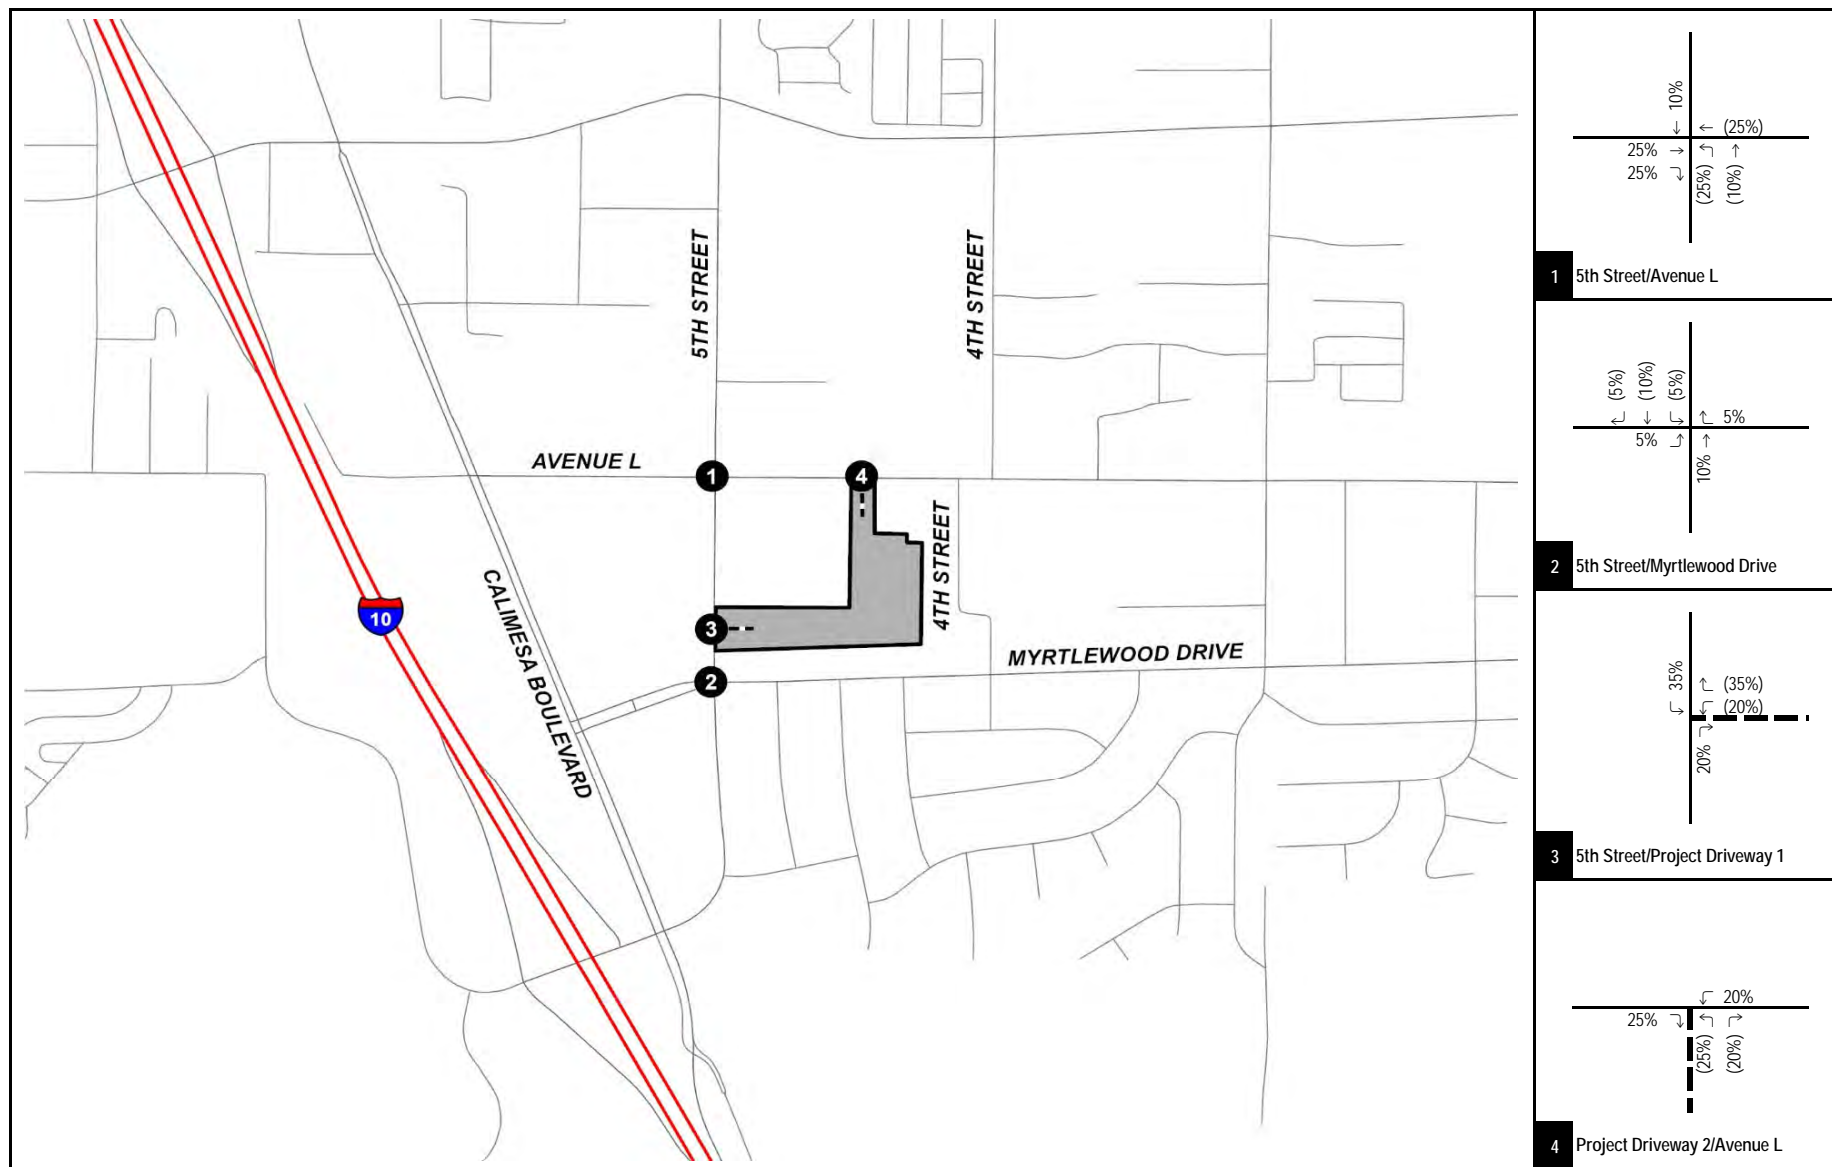 5TH STREET
4TH STREET
AVENUE L
1
4
4TH STREET
CALIMESA BOULEVARD
10
3
MYRTLEWOOD DRIVE
2
10%
(25%)
25%
25%
(25%)
(10%)
1 5th Street/Avenue L
(5%)
(10%)
(5%)
5%
5%
10%
2 5th Street/Myrtlewood Drive
35%
(35%)
(20%)
20%
3 5th Street/Project Driveway 1
20%
25%
(25%)
(20%)
4 Project Driveway 2/Avenue L